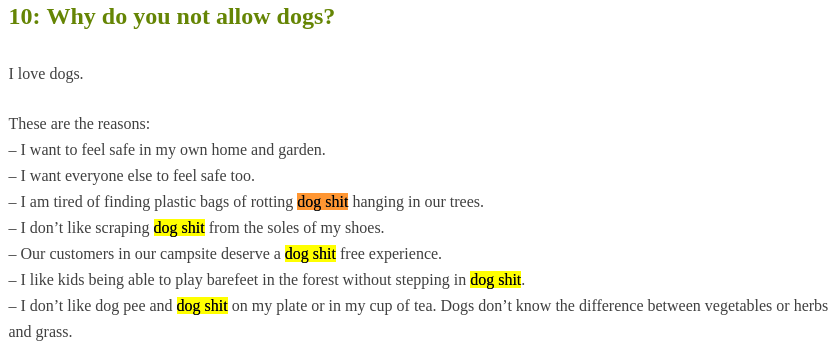 10: Why do you not allow dogs?
I love dogs.
These are the reasons:
– I want to feel safe in my own home and garden.
– I want everyone else to feel safe too.
– I am tired of finding plastic bags of rotting dog shit hanging in our trees.
– I don’t like scraping dog shit from the soles of my shoes.
– Our customers in our campsite deserve a dog shit free experience.
– I like kids being able to play barefeet in the forest without stepping in dog shit.
– I don’t like dog pee and dog shit on my plate or in my cup of tea. Dogs don’t know the difference between vegetables or herbs
and grass.